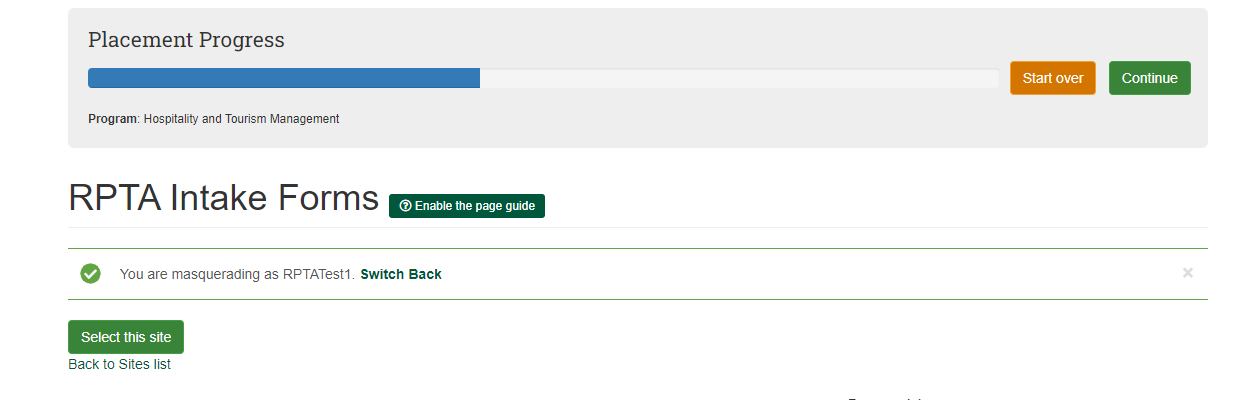 Placement Progress
Start over
Continue
Program: Hospitality and Tourism Management
RPTA Intake Forms
Enable the page guide
You are masquerading as RPTATest1. Switch Back
×
Select this site
Back to Sites list